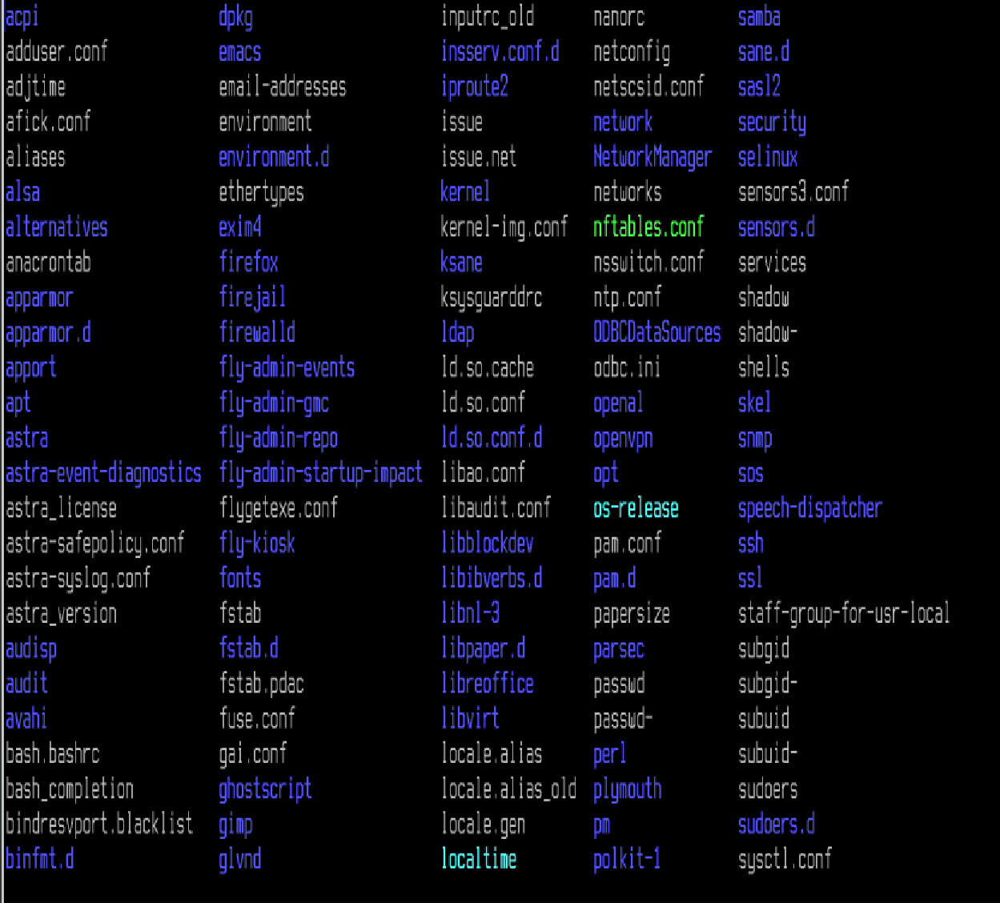 acpi dpkg inputrc_old nanorc samba
adduser.conf emacs insserv.conf.d netconfig sane.d
adjtime email-addresses iproute2 netscsid.conf sasl2
afick.conf environment issue network security
aliases environment.d issue.net NetworkManager selinux
alsa ethertypes kernel networks sensors3.conf
alternatives exim4 kernel-img.conf nftables.conf sensors.d
anacrontab firefox ksane nsswitch.conf services
apparmor firejail ksysguarddrc ntp.conf shadow
apparmor.d firewalld ldap ODBCDataSources shadow-
apport fly-admin-events ld.so.cache odbc.ini shells
apt fly-admin-gmc ld.so.conf openal skel
astra fly-admin-repo ld.so.conf.d openvpn snmp
astra-event-diagnostics fly-admin-startup-impact libao.conf opt sos
astra_license flygetexe.conf libaudit.conf os-release speech-dispatcher
astra-safepolicy.conf fly-kiosk libblockdev pam.conf ssh
astra-syslog.conf fonts libibverbs.d pam.d ssl
astra_version fstab libnl-3 papersize staff-group-for-usr-local
audisp fstab.d libpaper.d parsec subgid
audit fstab.pdac libreoffice passwd subgid-
avahi fuse.conf libvirt passwd- subuid
bash.bashrc gai.conf locale.alias perl subuid-
bash_completion ghostscript locale.alias_old plymouth sudoers
bindresvport.blacklist gimp locale.gen pm sudoers.d
binfmt.d glvnd localtime polkit-1 sysctl.conf